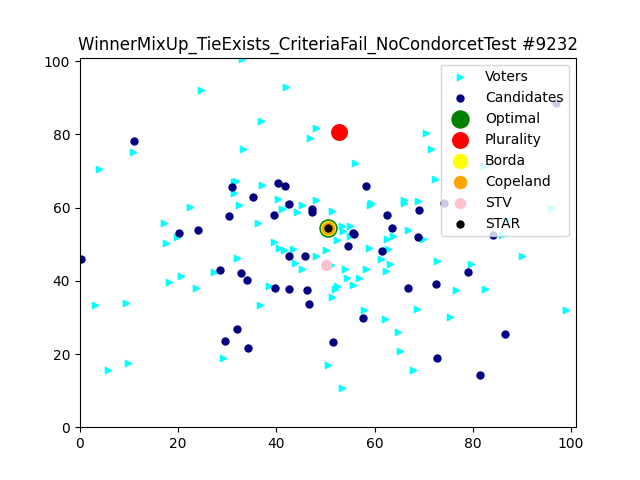 WinnerMixUp_TieExists_CriteriaFail_NoCondorcetTest #9232
100
80
60
40
20
0
0 20 40 60 80 100
Voters
Candidates
Optimal
Plurality
Borda
Copeland
STV
STAR